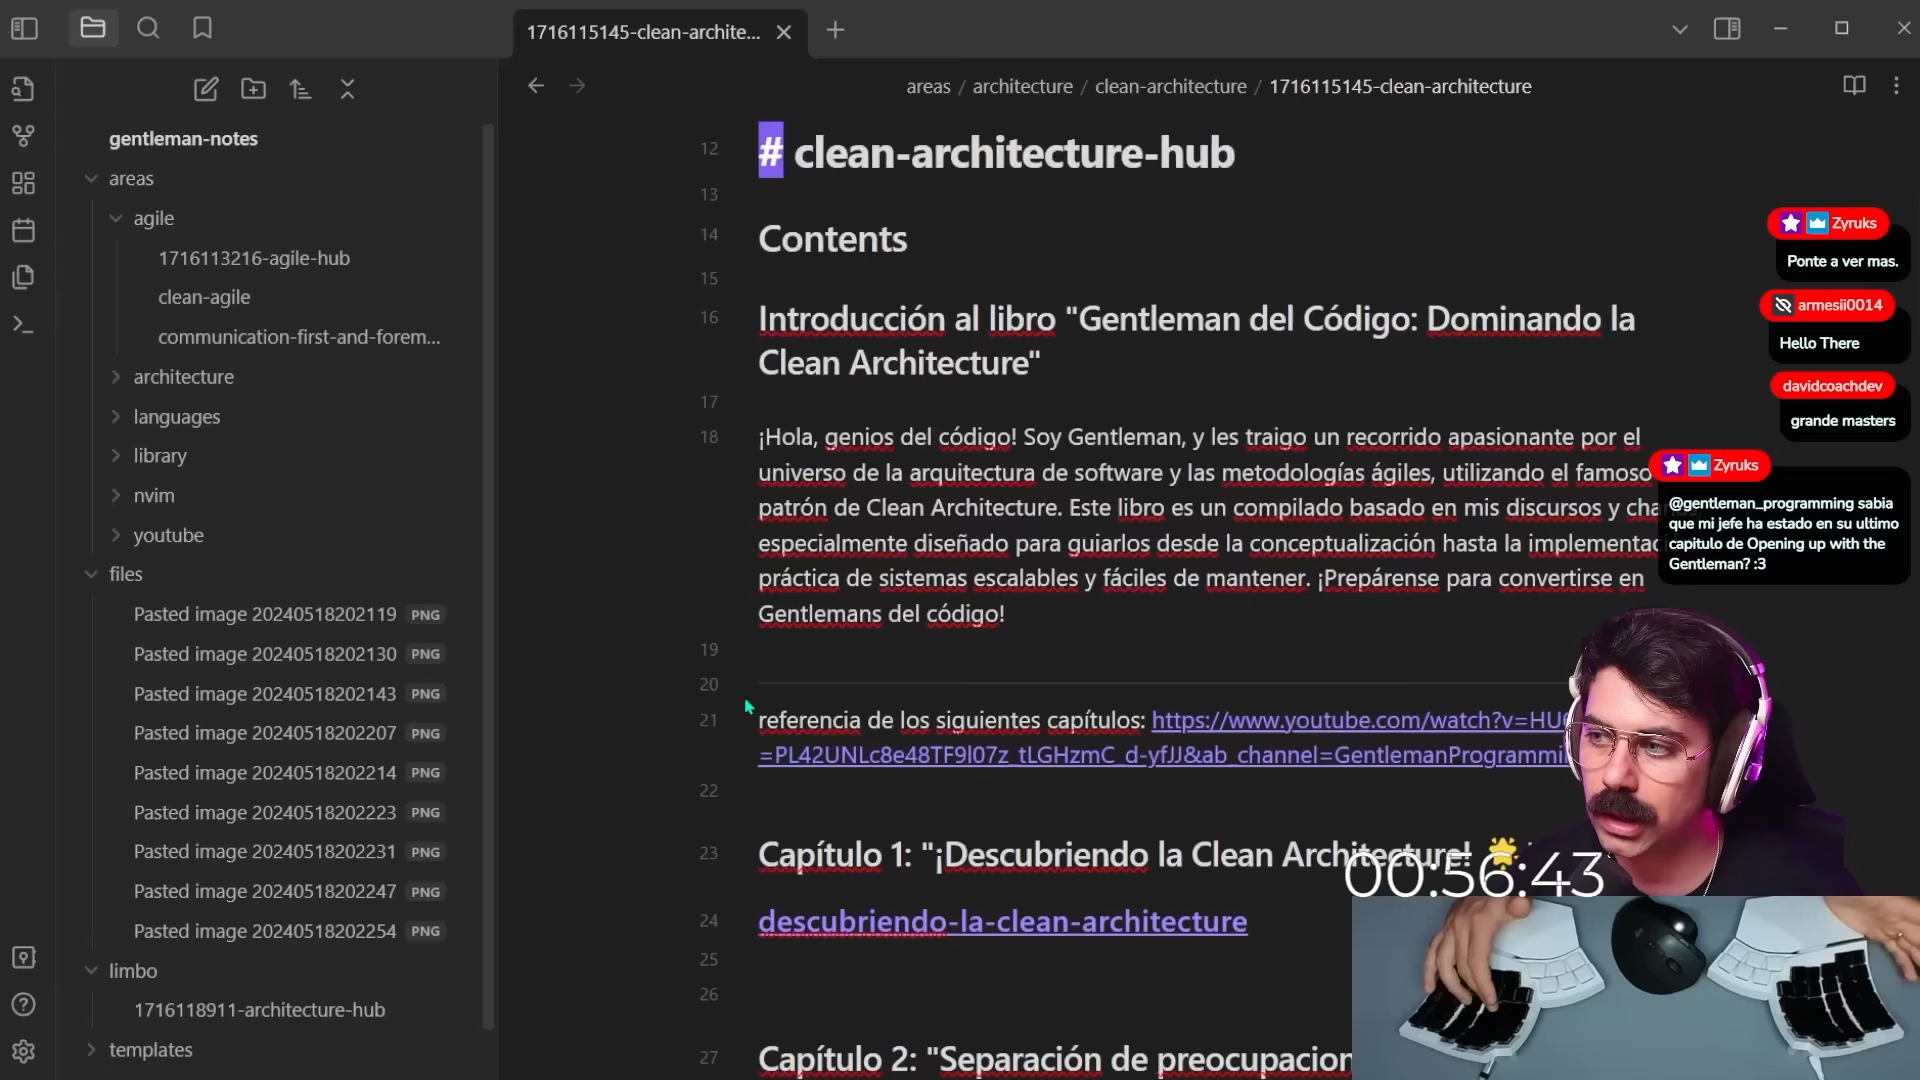 1716115145-clean-archite...
areas / architecture / clean-architecture / 1716115145-clean-architecture
gentleman-notes
areas
agile
1716113216-agile-hub
clean-agile
communication-first-and-forem...
architecture
languages
library
nvim
youtube
files
Pasted image 20240518202119 PNG
Pasted image 20240518202130 PNG
Pasted image 20240518202143 PNG
Pasted image 20240518202207 PNG
Pasted image 20240518202214 PNG
Pasted image 20240518202223 PNG
Pasted image 20240518202231 PNG
Pasted image 20240518202247 PNG
Pasted image 20240518202254 PNG
limbo
1716118911-architecture-hub
templates
12 # clean-architecture-hub
13
14 Contents
15
16 Introducción al libro "Gentleman del Código: Dominando la
Clean Architecture"
17
18 ¡Hola, genios del código! Soy Gentleman, y les traigo un recorrido apasionante por el
universo de la arquitectura de software y las metodologías ágiles, utilizando el famoso
patrón de Clean Architecture. Este libro es un compilado basado en mis discursos y
especialmente diseñado para guiarlos desde la conceptualización hasta la
práctica de sistemas escalables y fáciles de mantener. ¡Prepárense para convertirse en
Gentlemans del código!
19
20
21 referencia de los siguientes capítulos: https://www.youtube.com/watch?v=HU
=PL42UNLc8e48TF9l07z_tLGHzmC_d-yfJJ&ab_channel=GentlemanProgrammi
22
23 Capítulo 1: "¡Descubriendo la Clean Architecture! 🌟
24 descubriendo-la-clean-architecture
25
26
27 Capítulo 2: "Separación de preocupacion
Zyruks
Ponte a ver mas.
armesii0014
Hello There
davidcoachdev
grande masters
Zyruks
@gentleman_programming sabia
que mi jefe ha estado en su ultimo
capitulo de Opening up with the
Gentleman? :3
00:56:43